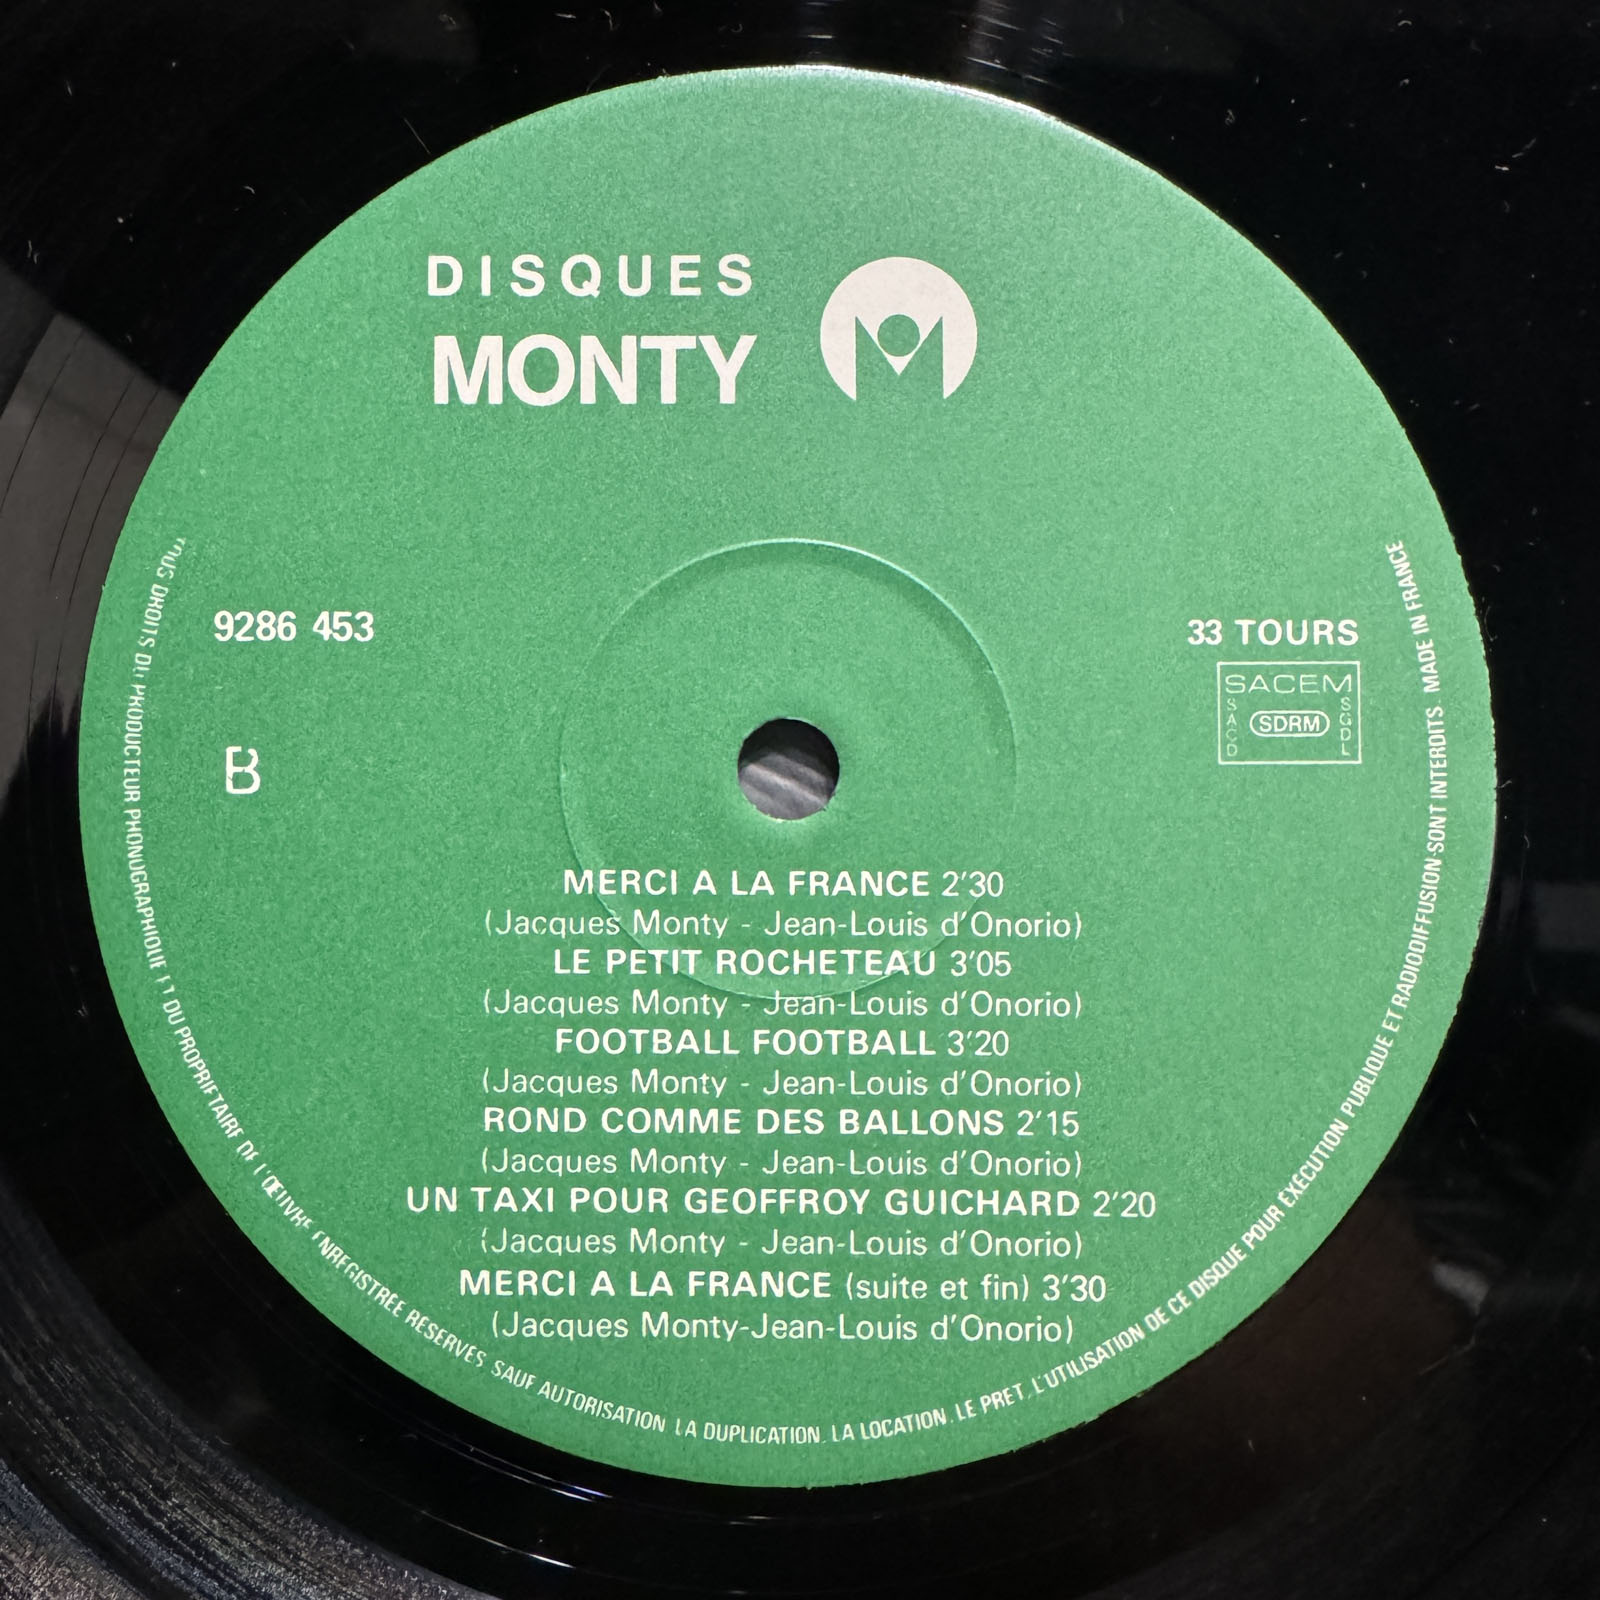 DISQUES
MONTY
9286 453
33 TOURS
SACEM
SACD
SDRM
SGDL
B
MERCI A LA FRANCE 2'30
(Jacques Monty - Jean-Louis d'Onorio)
LE PETIT ROCHETEAU 3'05
(Jacques Monty - Jean-Louis d'Onorio)
FOOTBALL FOOTBALL 3'20
(Jacques Monty - Jean-Louis d'Onorio)
ROND COMME DES BALLONS 2'15
(Jacques Monty - Jean-Louis d'Onorio)
UN TAXI POUR GEOFFROY GUICHARD 2'20
(Jacques Monty - Jean-Louis d'Onorio)
MERCI A LA FRANCE (suite et fin) 3'30
(Jacques Monty-Jean-Louis d'Onorio)
TOUS DROITS DU PRODUCTEUR PHONOGRAPHIQUE ET DU PROPRIETAIRE DE L'ŒUVRE ENREGISTRÉE RESERVES SAUF AUTORISATION LA DUPLICATION. LA LOCATION. LE PRET. L'UTILISATION DE CE DISQUE POUR ÉXECUTION PUBLIQUE ET RADIODIFFUSION-SONT INTERDITS MADE IN FRANCE